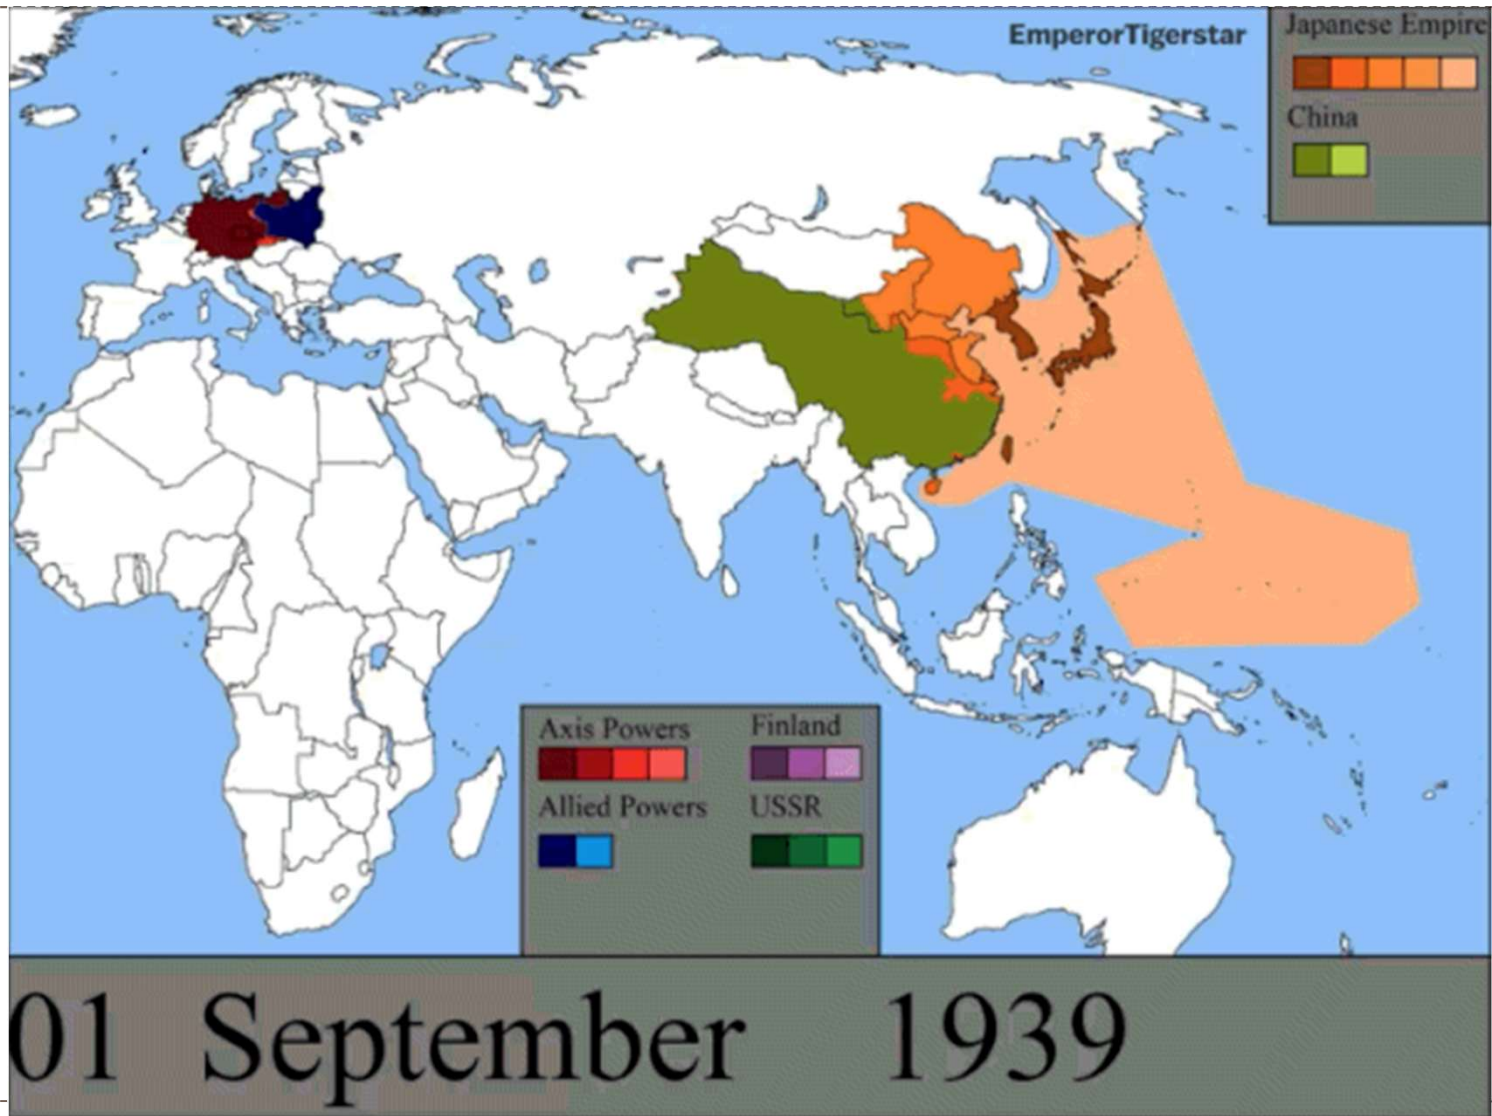 EmperorTigerstar
Japanese Empire
China
Axis Powers
Finland
Allied Powers
USSR
01 September 1939